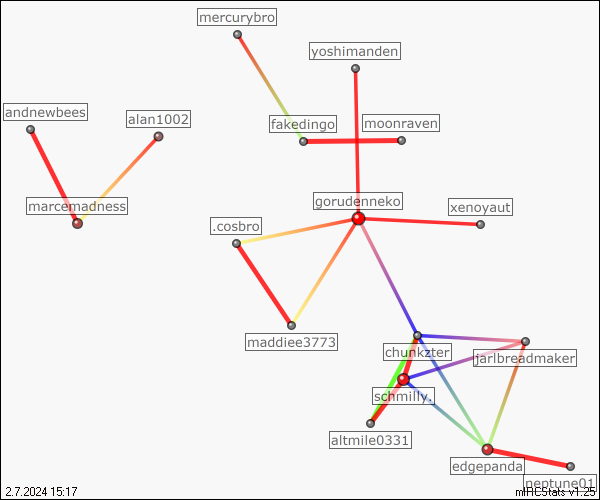 mercurybro
yoshimanden
andnewbees
alan1002
fakedingo
moonraven
marcemadness
gorudenneko
xenoyaut
.cosbro
maddiee3773
chunkzter
jarlbreadmaker
schmilly.
altmile0331
edgepanda
neptune01
2.7.2024 15:17
mIRCStats v1.25